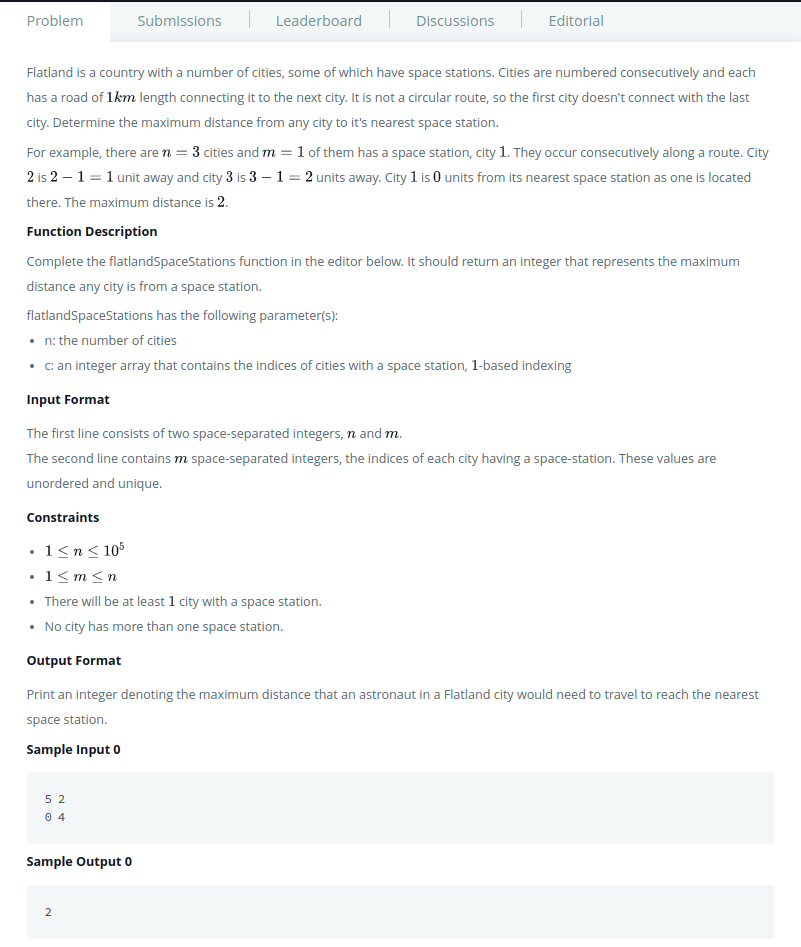 Problem
Submissions
Leaderboard
Discussions
Editorial
Flatland is a country with a number of cities, some of which have space stations. Cities are numbered consecutively and each
has a road of 1km length connecting it to the next city. It is not a circular route, so the first city doesn't connect with the last
city. Determine the maximum distance from any city to it's nearest space station.
For example, there are n = 3 cities and m = 1 of them has a space station, city 1. They occur consecutively along a route. City
2 is 2 − 1 = 1 unit away and city 3 is 3 − 1 = 2 units away. City 1 is 0 units from its nearest space station as one is located
there. The maximum distance is 2.
Function Description
Complete the flatlandSpaceStations function in the editor below. It should return an integer that represents the maximum
distance any city is from a space station.
flatlandSpaceStations has the following parameter(s):
• n: the number of cities
• c: an integer array that contains the indices of cities with a space station, 1-based indexing
Input Format
The first line consists of two space-separated integers, n and m.
The second line contains m space-separated integers, the indices of each city having a space-station. These values are
unordered and unique.
Constraints
• 1 ≤ n ≤ 10⁵
• 1 ≤ m ≤ n
• There will be at least 1 city with a space station.
• No city has more than one space station.
Output Format
Print an integer denoting the maximum distance that an astronaut in a Flatland city would need to travel to reach the nearest
space station.
Sample Input 0
5 2
0 4
Sample Output 0
2